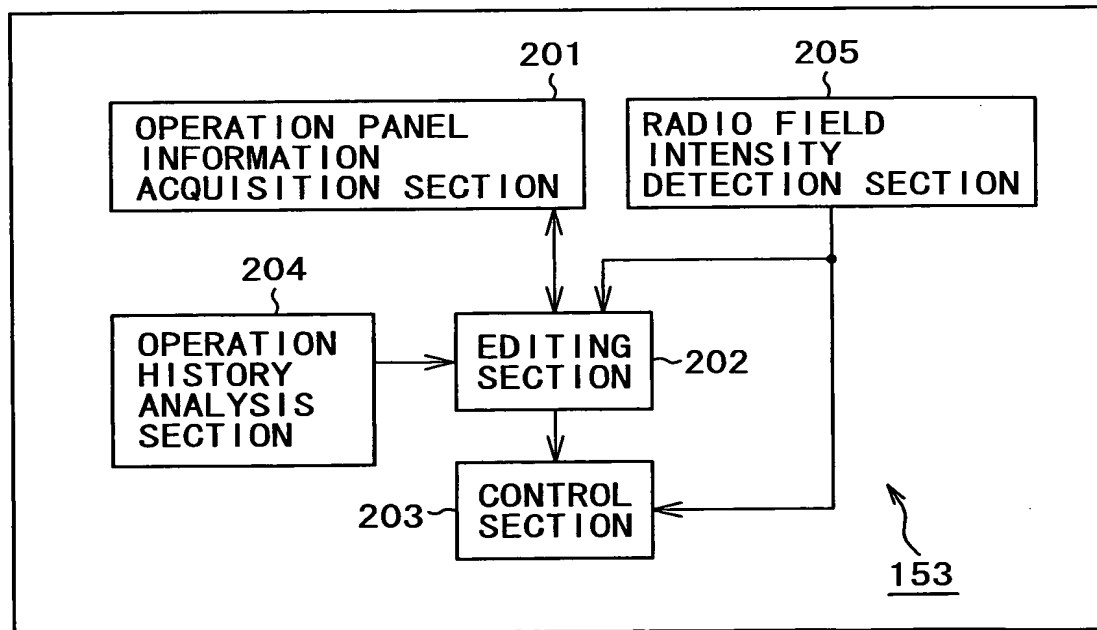 201
OPERATION PANEL
INFORMATION
ACQUISITION SECTION
205
RADIO FIELD
INTENSITY
DETECTION SECTION
204
OPERATION
HISTORY
ANALYSIS
SECTION
EDITING
SECTION
202
CONTROL
SECTION
203
153